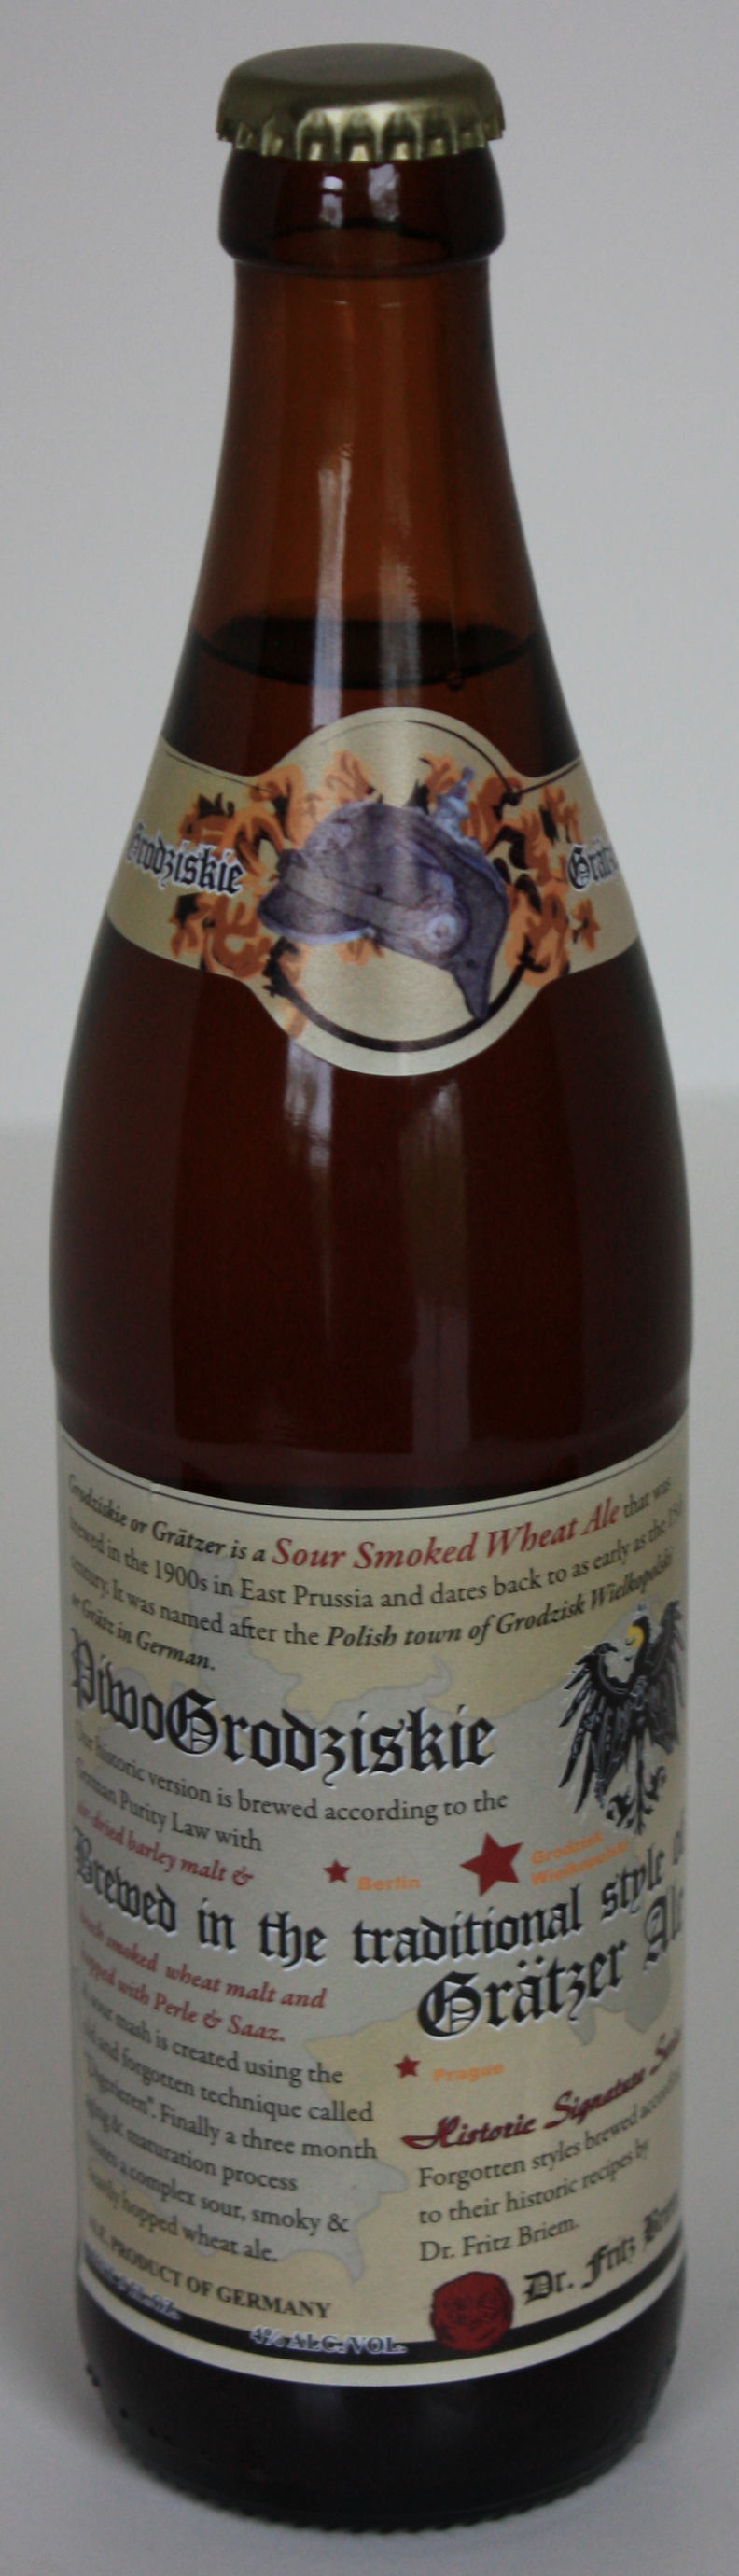 Grodziskie
Grätz
Grodziskie or Grätzer is a Sour Smoked Wheat Ale that was
brewed in the 1900s in East Prussia and dates back to as early as the
century. It was named after the Polish town of Grodzisk Wielkopolski
or Grätz in German.
PiwoGrodziskie
Our historic version is brewed according to the
German Purity Law with
air dried barley malt &
Berlin
Grodzisk
Wielkopolski
Brewed in the traditional style of
Grätzer Ale
smoked wheat malt and
hopped with Perle & Saaz.
sour mash is created using the
old and forgotten technique called
"Digerieren". Finally a three month
aging & maturation process
creates a complex sour, smoky &
hopped wheat ale.
Prague
Historic Signature
Forgotten styles brewed according
to their historic recipes by
Dr. Fritz Briem.
Dr. Fritz Briem
ALE, PRODUCT OF GERMANY
4% ALC./VOL.